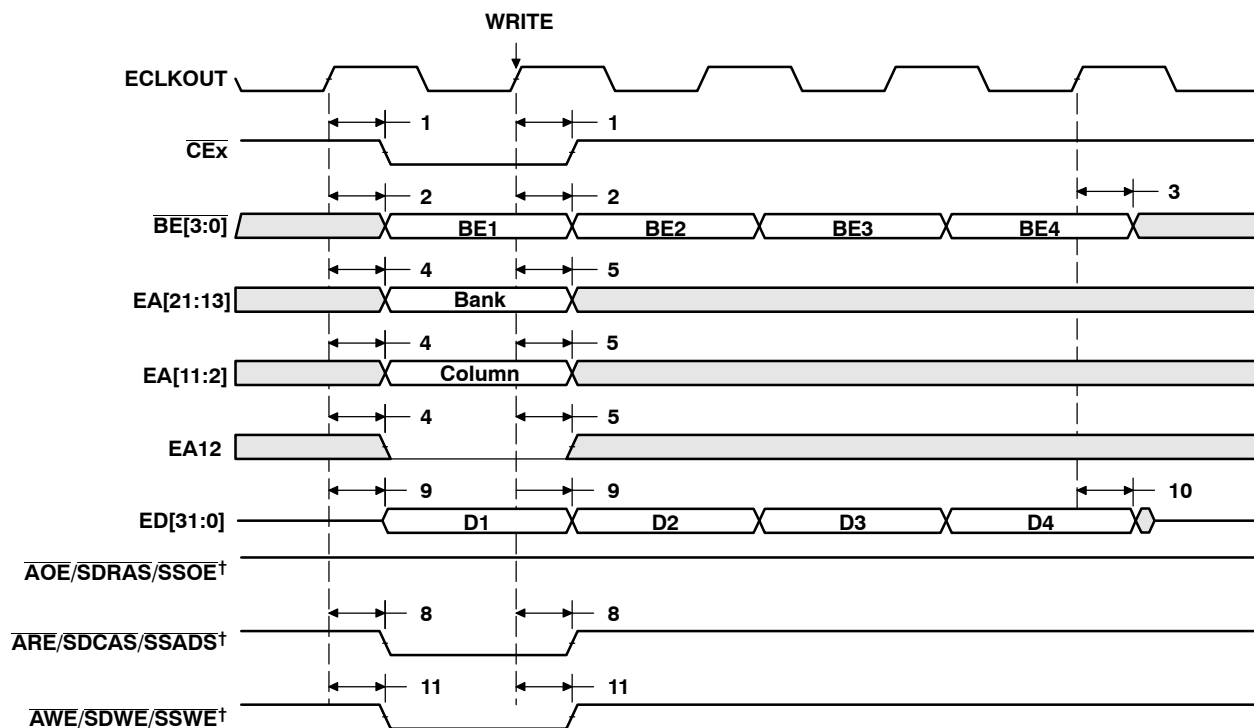 WRITE
ECLKOUT
1 1
CEx
2 2 3
BE[3:0] BE1 BE2 BE3 BE4
4 5
EA[21:13] Bank
4 5
EA[11:2] Column
4 5
EA12
9 9 10
ED[31:0] D1 D2 D3 D4
AOE/SDRAS/SSOE†
8 8
ARE/SDCAS/SSADS†
11 11
AWE/SDWE/SSWE†